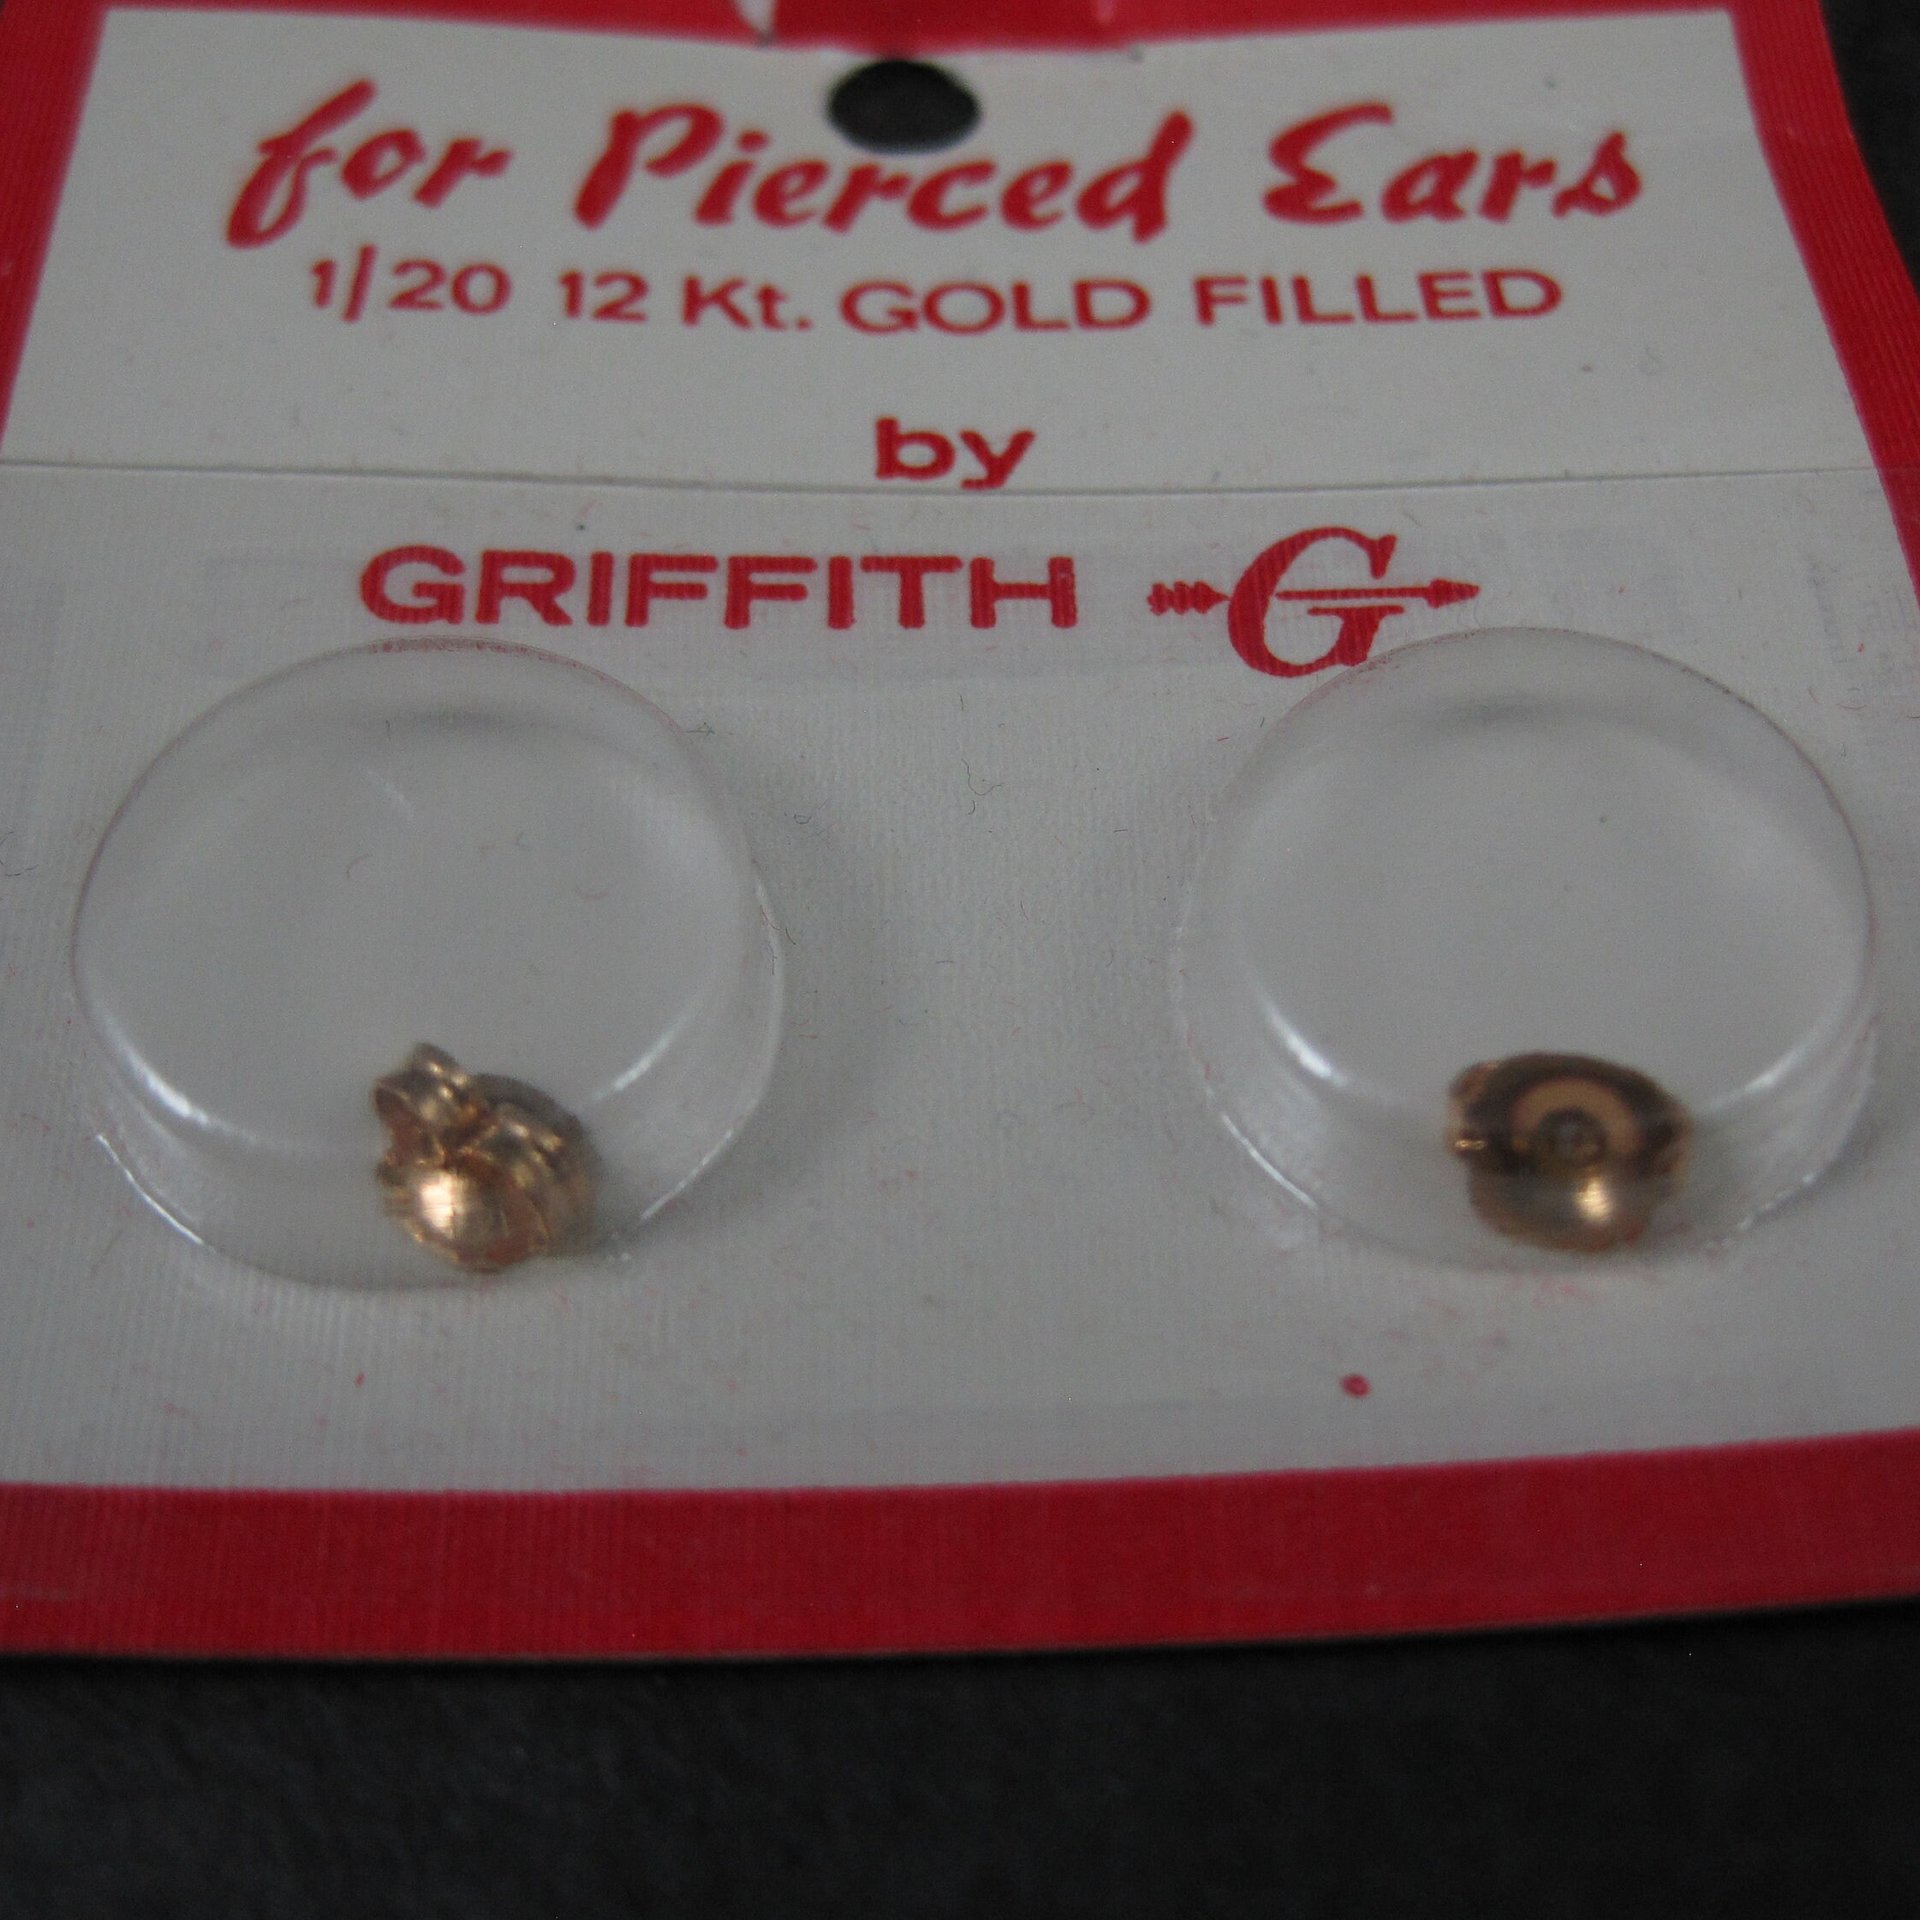 for Pierced Ears
1/20 12 Kt. GOLD FILLED
by
GRIFFITH G